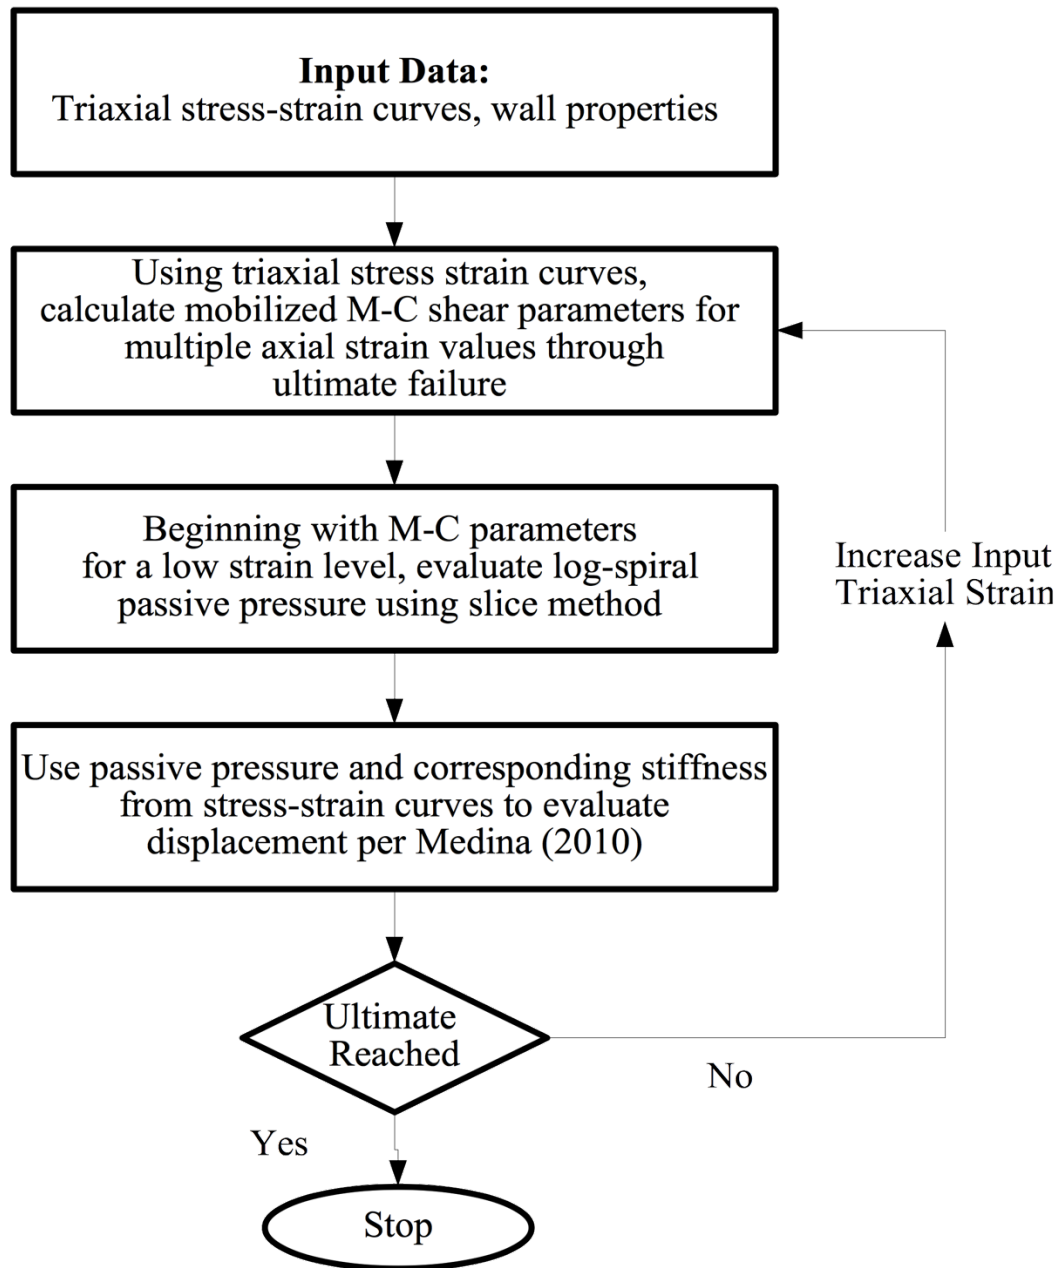 Input Data:
Triaxial stress-strain curves, wall properties
Using triaxial stress strain curves,
calculate mobilized M-C shear parameters for
multiple axial strain values through
ultimate failure
Beginning with M-C parameters
for a low strain level, evaluate log-spiral
passive pressure using slice method
Increase Input
Triaxial Strain
Use passive pressure and corresponding stiffness
from stress-strain curves to evaluate
displacement per Medina (2010)
Ultimate
Reached
No
Yes
Stop